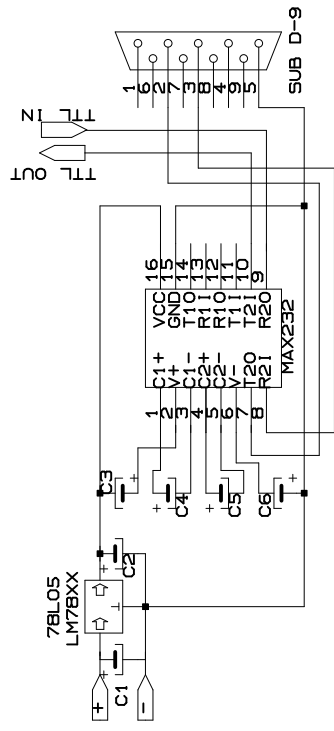 SUB D-9
1
6
2
7
3
8
4
9
5
TTL IN
TTL OUT
16
15
14
13
12
11
10
9
VCC
GND
T1O
R1I
R1O
T1I
T2I
R2O
MAX232
C1+
V+
C1-
C2+
C2-
V-
T2O
R2I
1
2
3
4
5
6
7
8
C3
+
C4
+
C5
+
C6
+
78L05
LM78XX
C2
+
C1
+
+
-